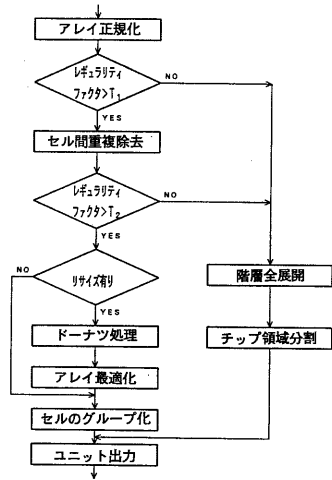 アレイ正規化
レギュラリティ
ファクタ>T1
NO
YES
セル間重複除去
レギュラリティ
ファクタ>T2
NO
YES
NO
リサイズ有り
YES
階層全展開
ドーナツ処理
チップ領域分割
アレイ最適化
セルのグループ化
ユニット出力